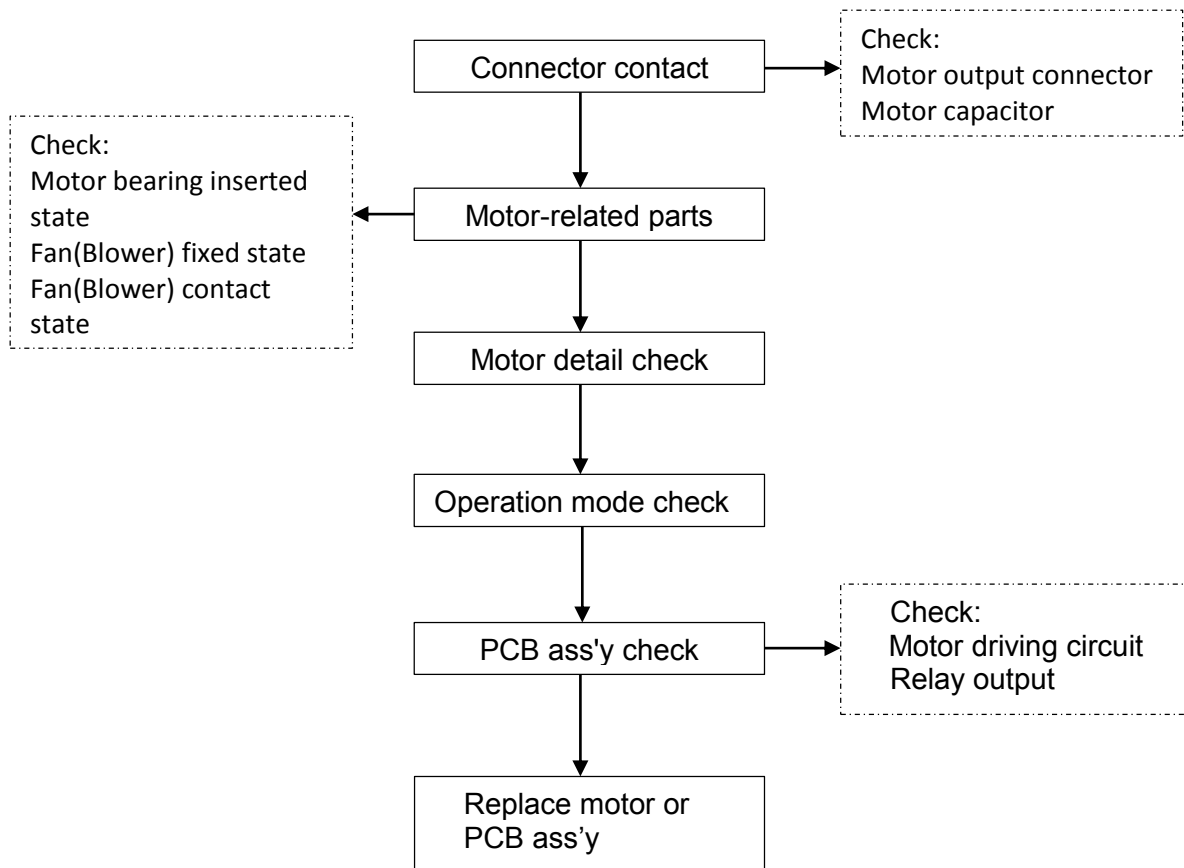 Connector contact
Check:
Motor output connector
Motor capacitor
Check:
Motor bearing inserted
state
Fan(Blower) fixed state
Fan(Blower) contact
state
Motor-related parts
Motor detail check
Operation mode check
PCB ass'y check
Check:
Motor driving circuit
Relay output
Replace motor or
PCB ass’y